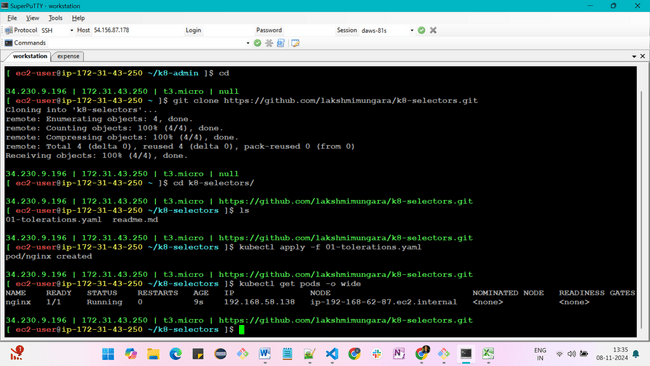 SuperPuTTY - workstation
File View Tools Help
Protocol SSH Host 54.156.87.178 Login Password Session daws-81s
Commands
workstation expense
[ ec2-user@ip-172-31-43-250 ~/k8-admin ]$ cd
34.230.9.196 | 172.31.43.250 | t3.micro | null
[ ec2-user@ip-172-31-43-250 ~ ]$ git clone https://github.com/lakshmimungara/k8-selectors.git
Cloning into 'k8-selectors'...
remote: Enumerating objects: 4, done.
remote: Counting objects: 100% (4/4), done.
remote: Compressing objects: 100% (4/4), done.
remote: Total 4 (delta 0), reused 4 (delta 0), pack-reused 0 (from 0)
Receiving objects: 100% (4/4), done.
34.230.9.196 | 172.31.43.250 | t3.micro | null
[ ec2-user@ip-172-31-43-250 ~ ]$ cd k8-selectors/
34.230.9.196 | 172.31.43.250 | t3.micro | https://github.com/lakshmimungara/k8-selectors.git
[ ec2-user@ip-172-31-43-250 ~/k8-selectors ]$ ls
01-tolerations.yaml readme.md
34.230.9.196 | 172.31.43.250 | t3.micro | https://github.com/lakshmimungara/k8-selectors.git
[ ec2-user@ip-172-31-43-250 ~/k8-selectors ]$ kubectl apply -f 01-tolerations.yaml
pod/nginx created
34.230.9.196 | 172.31.43.250 | t3.micro | https://github.com/lakshmimungara/k8-selectors.git
[ ec2-user@ip-172-31-43-250 ~/k8-selectors ]$ kubectl get pods -o wide
NAME READY STATUS RESTARTS AGE IP NODE NOMINATED NODE READINESS GATES
nginx 1/1 Running 0 9s 192.168.58.138 ip-192-168-62-87.ec2.internal <none> <none>
34.230.9.196 | 172.31.43.250 | t3.micro | https://github.com/lakshmimungara/k8-selectors.git
[ ec2-user@ip-172-31-43-250 ~/k8-selectors ]$
ENG
IN
13:35
08-11-2024